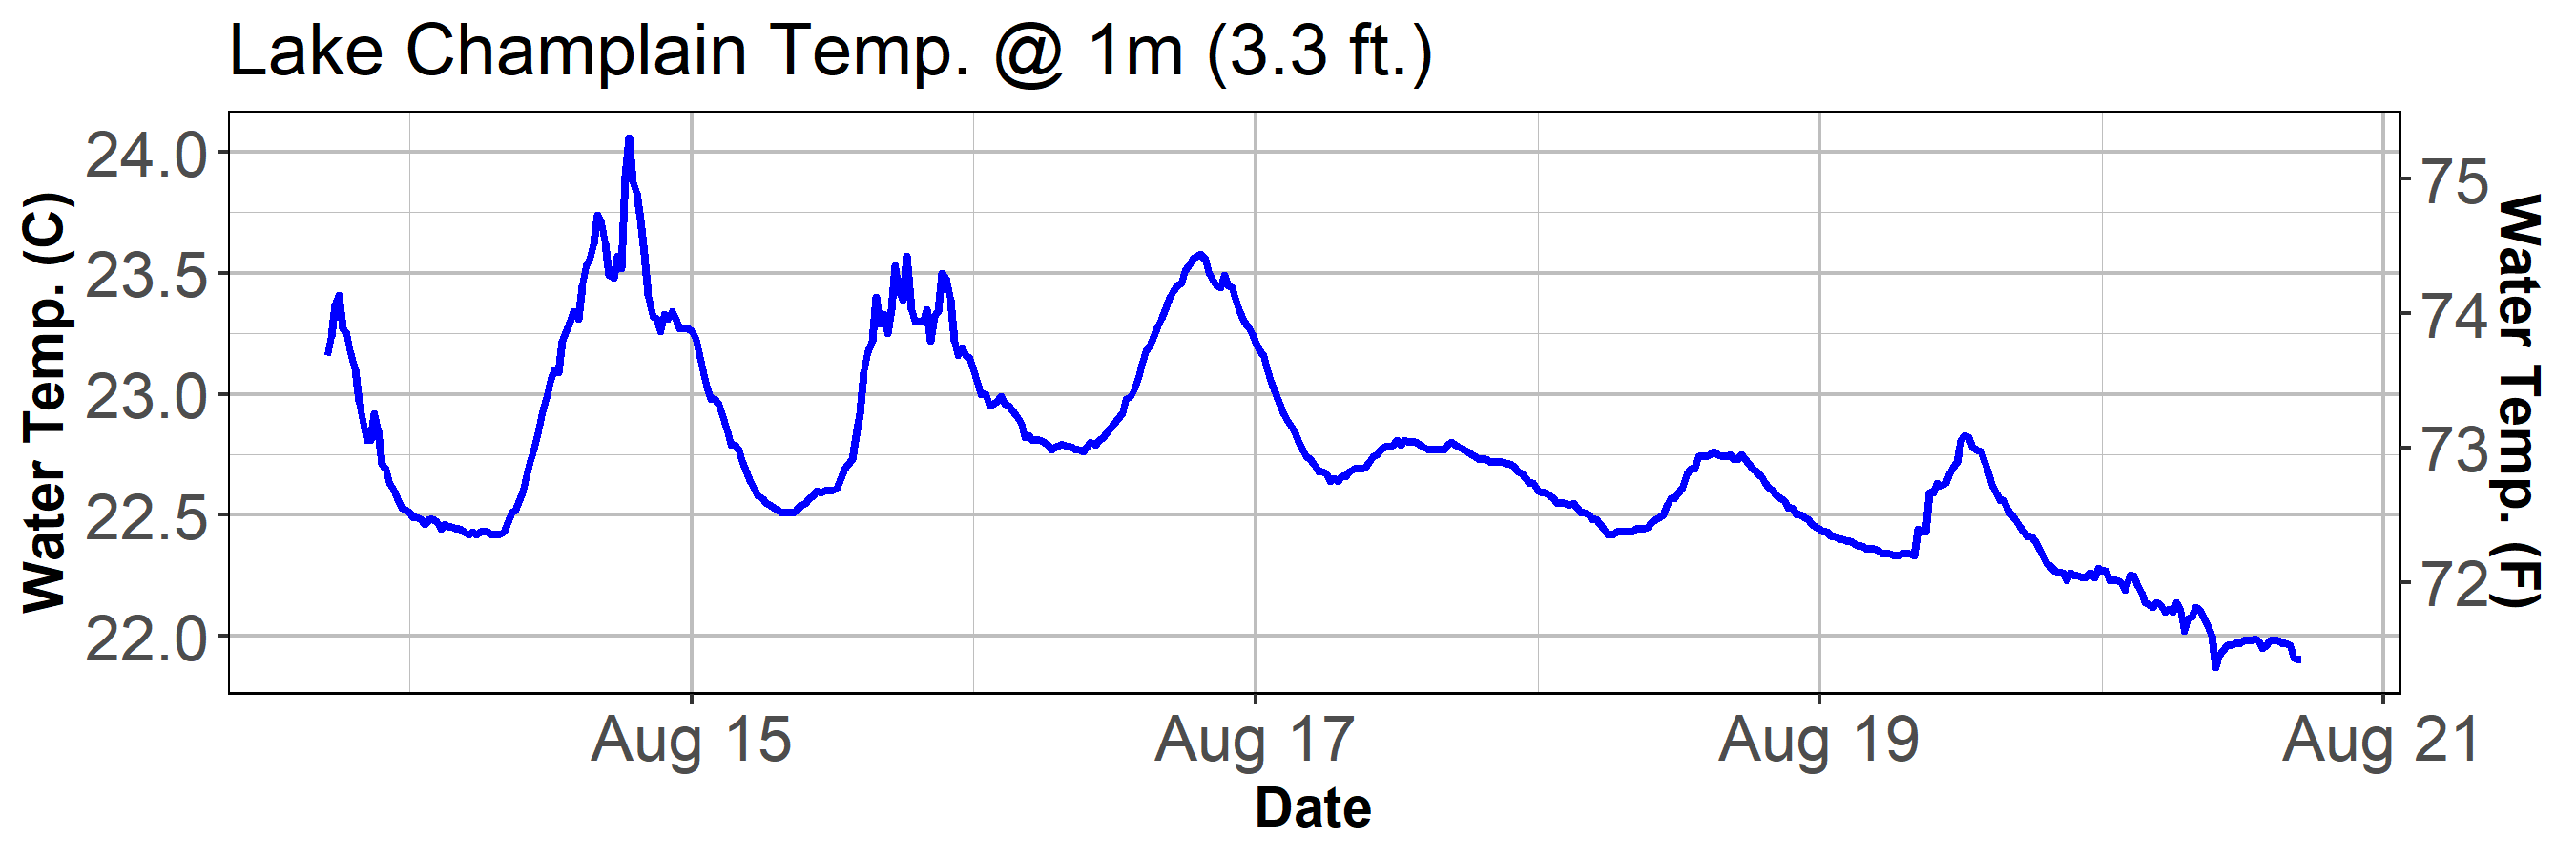 Lake Champlain Temp. @ 1m (3.3 ft.)
Water Temp. (C)
24.0
23.5
23.0
22.5
22.0
75
74
73
72
Water Temp. (F)
Aug 15
Aug 17
Aug 19
Aug 21
Date